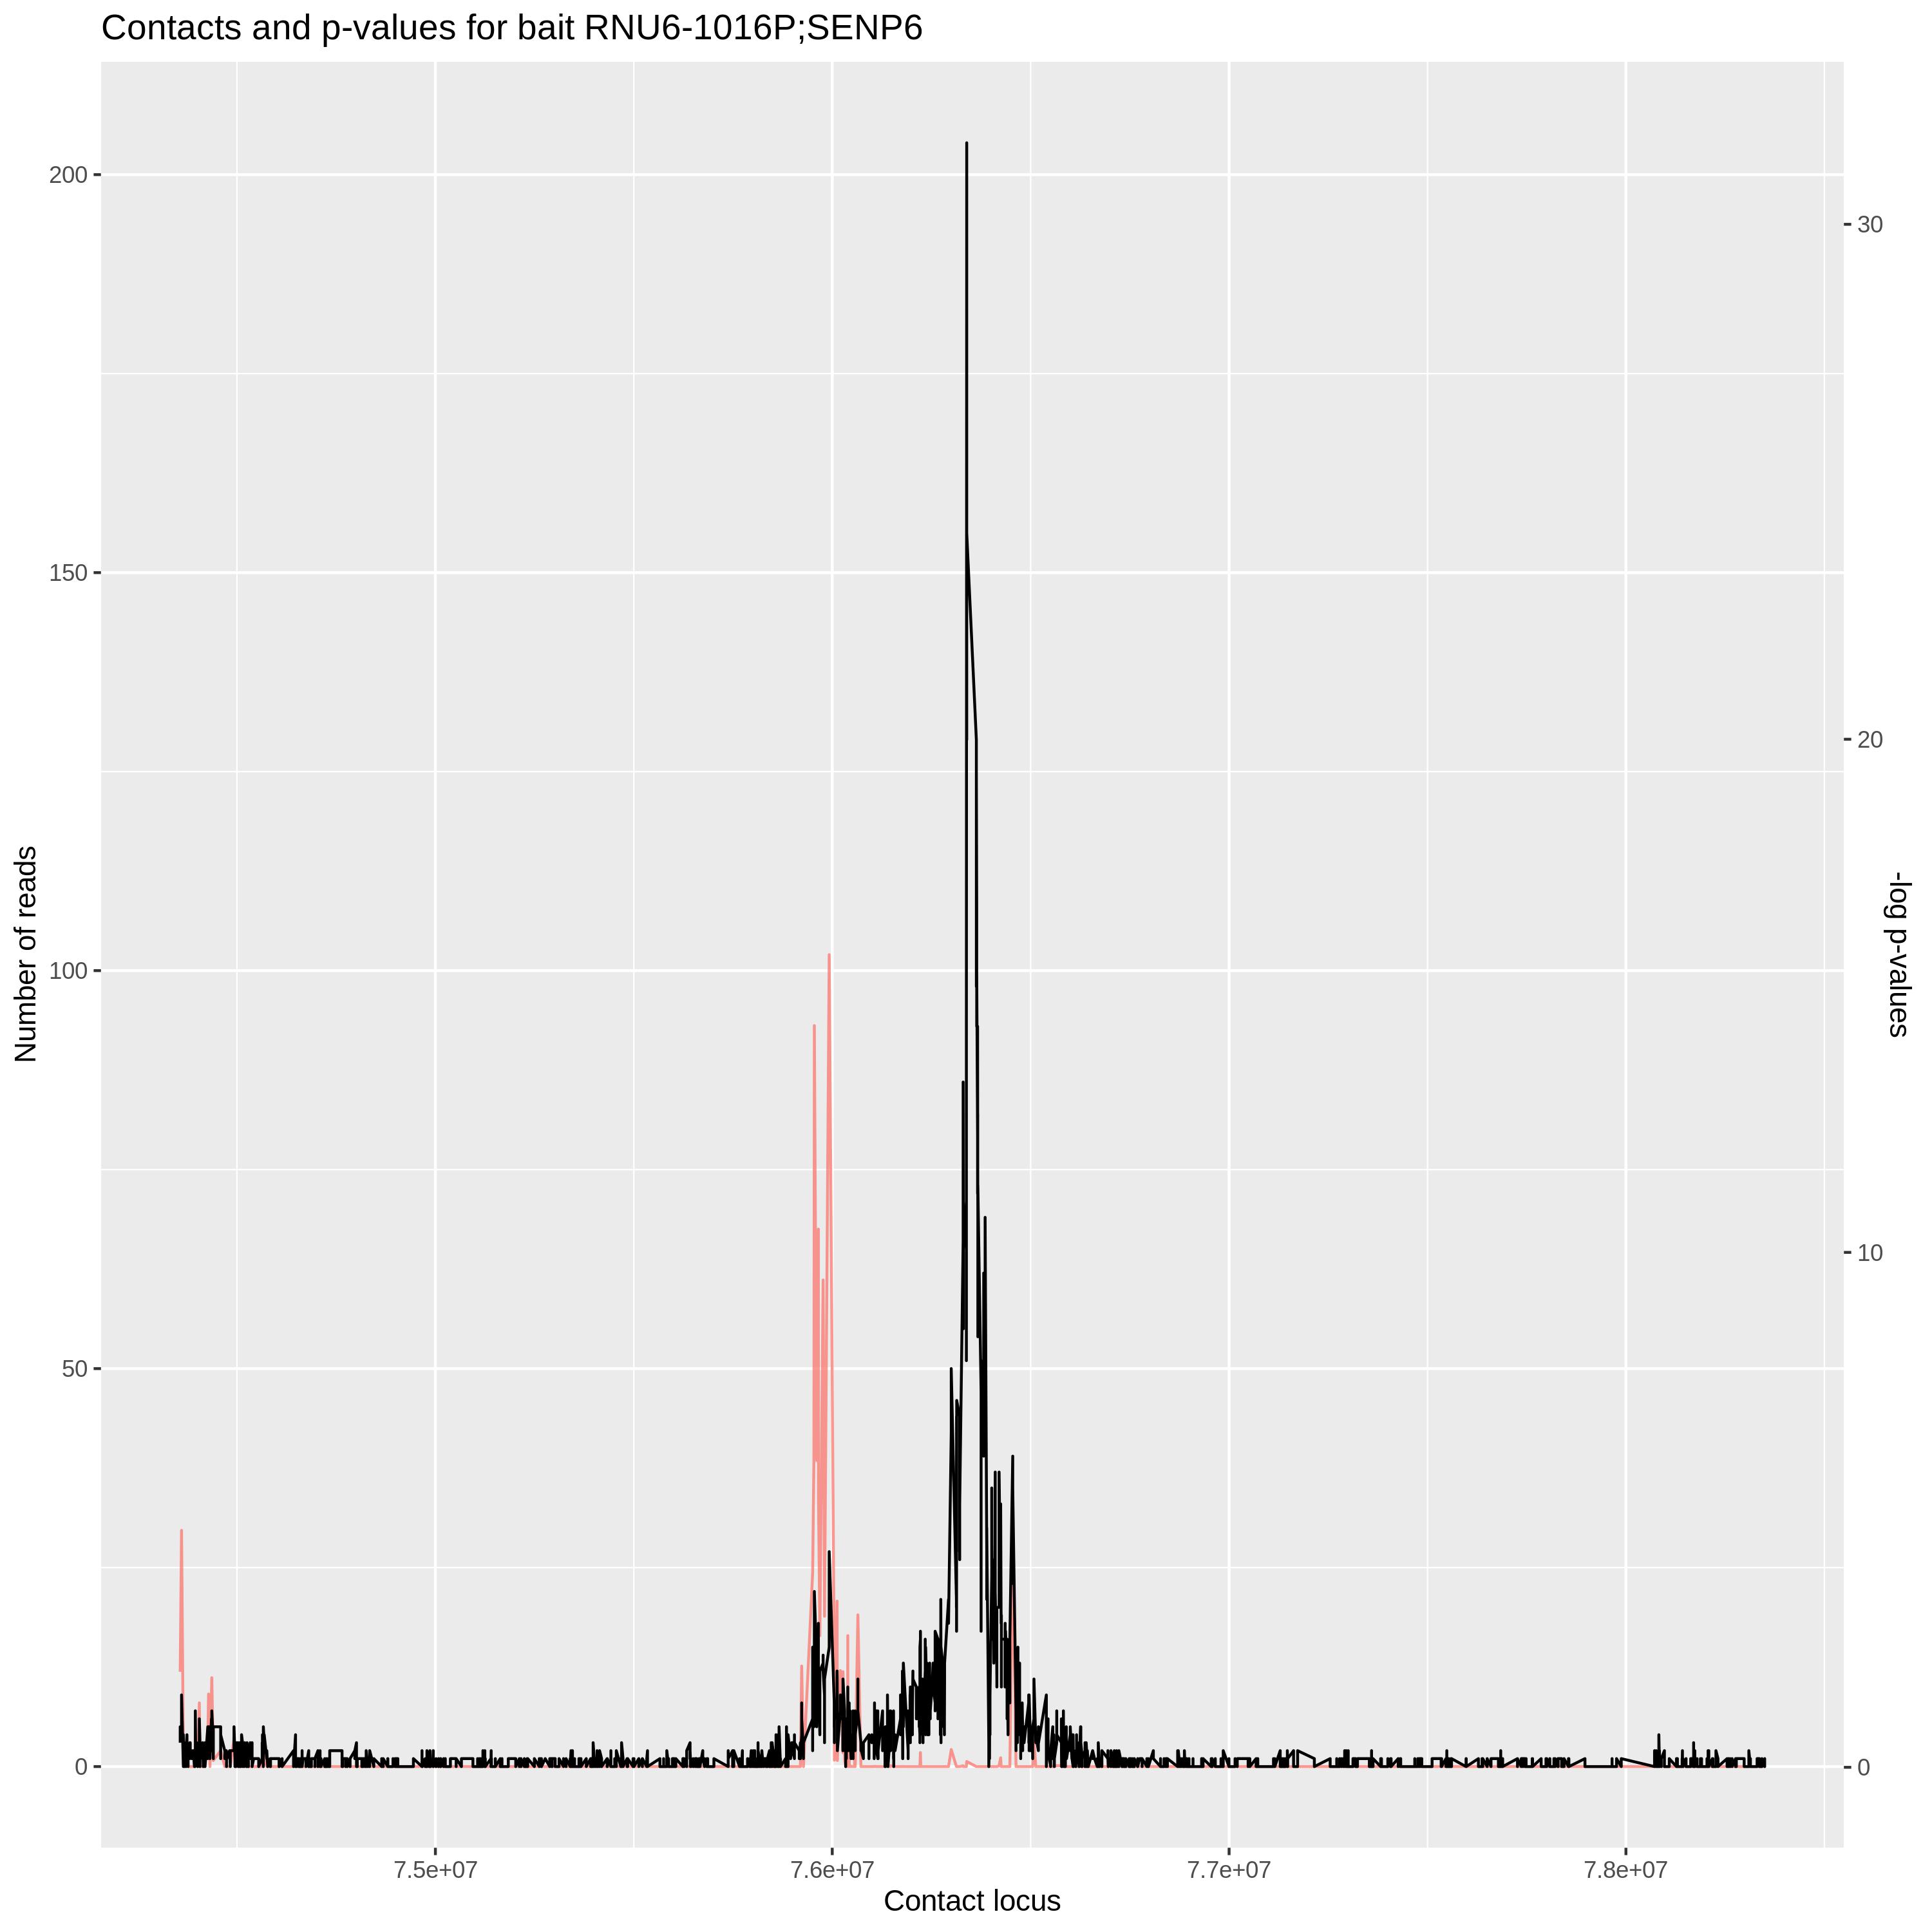 Contacts and p-values for bait RNU6-1016P;SENP6
200
150
100
50
0
Number of reads
30
20
10
0
-log p-values
7.5e+07
7.6e+07
7.7e+07
7.8e+07
Contact locus